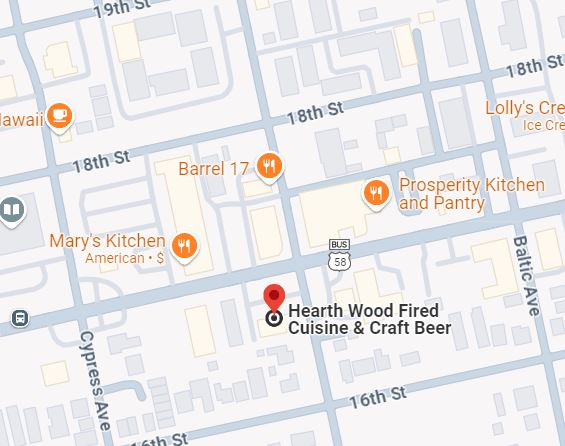 19th St
18th St
18th St
lawaii
Lolly's Cre
Ice Cre
18th St
Barrel 17
Prosperity Kitchen
and Pantry
Mary's Kitchen
American • $
BUS
58
Baltic Ave
Hearth Wood Fired
Cuisine & Craft Beer
Cypress Ave
16th St
16th St